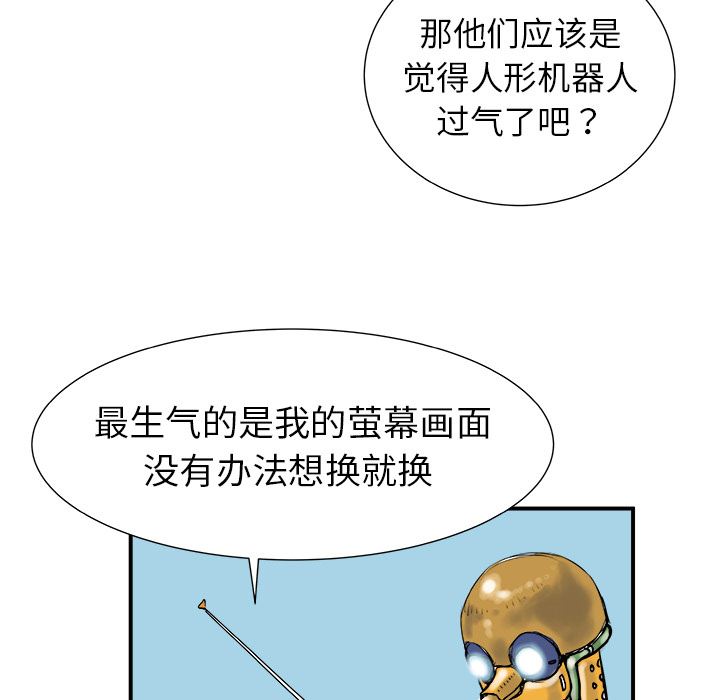 那他们应该是
觉得人形机器人
过气了吧？
最生气的是我的萤幕画面
没有办法想换就换